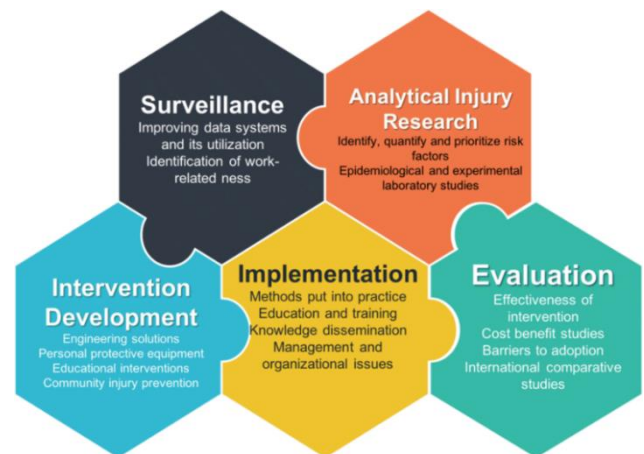 Surveillance
Improving data systems
and its utilization
Identification of work-
related ness
Analytical Injury
Research
Identify, quantify and prioritize risk
factors
Epidemiological and experimental
laboratory studies
Intervention
Development
Engineering solutions
Personal protective equipment
Educational interventions
Community injury prevention
Implementation
Methods put into practice
Education and training
Knowledge dissemination
Management and
organizational issues
Evaluation
Effectiveness of
intervention
Cost benefit studies
Barriers to adoption
International comparative
studies